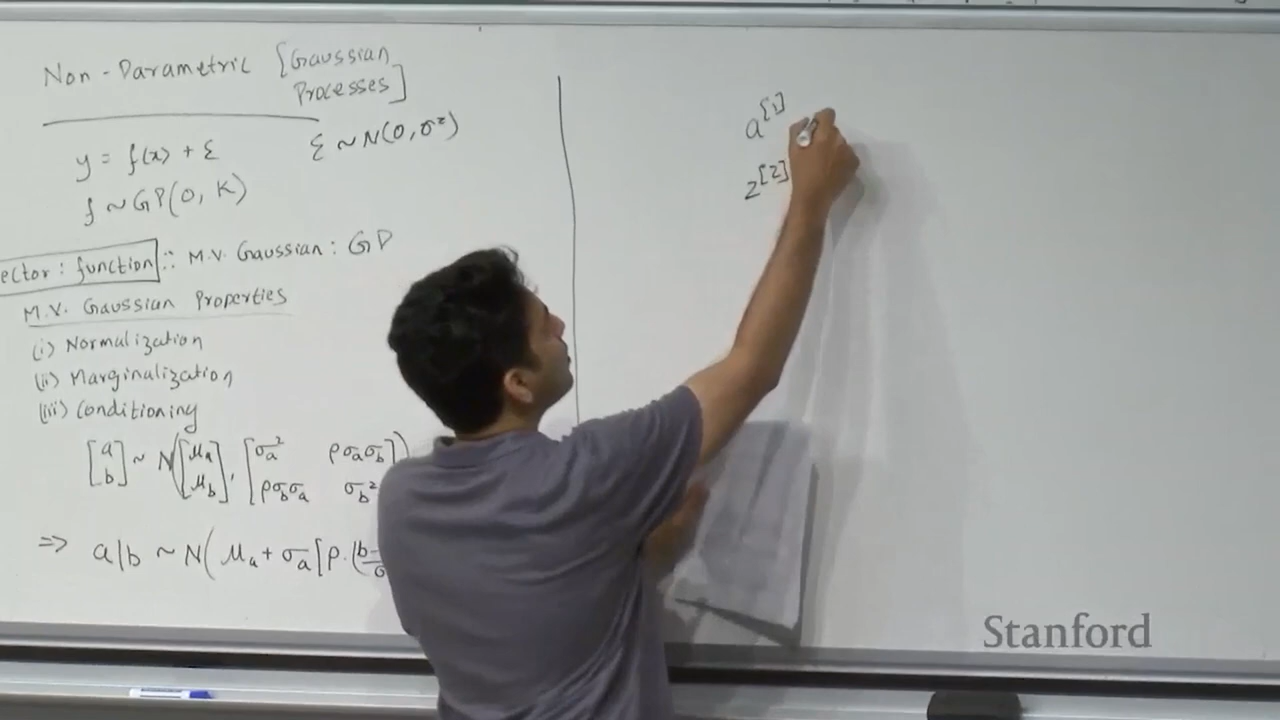 Non-Parametric [Gaussian
Processes]
y = f(x) + ε
ε ~ N(0, σ²)
f ~ GP(0, K)
ector : function :: M.V. Gaussian : GP
M.V. Gaussian Properties
(i) Normalization
(ii) Marginalization
(iii) Conditioning
[a b] ~ N([μa μb], [σa² ρσaσb ρσbσa σb²])
⇒ a|b ~ N(μa + σa[ρ.(b-
a[1]
z[2]
Stanford